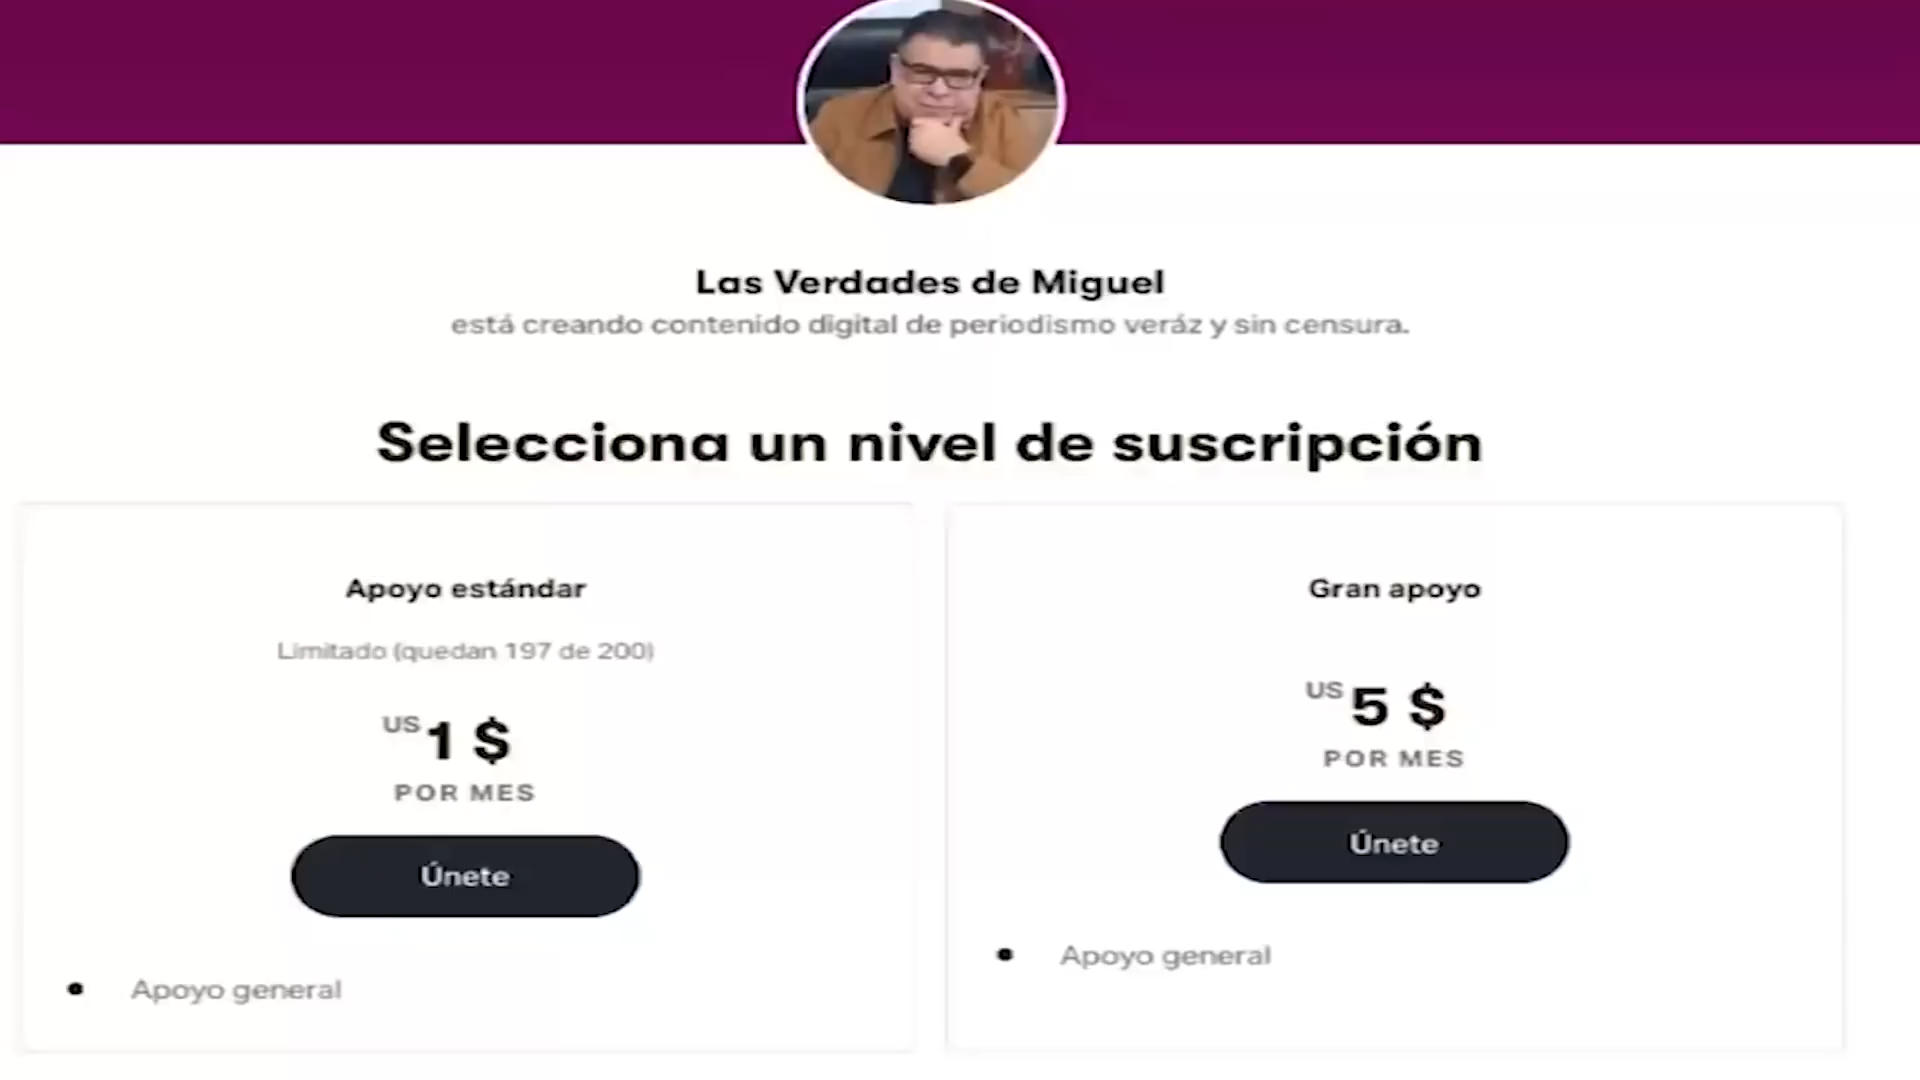 Las Verdades de Miguel
está creando contenido digital de periodismo veráz y sin censura.
Selecciona un nivel de suscripción
Apoyo estándar
Limitado (quedan 197 de 200)
US 1 $
POR MES
Únete
• Apoyo general
Gran apoyo
US 5 $
POR MES
Únete
• Apoyo general